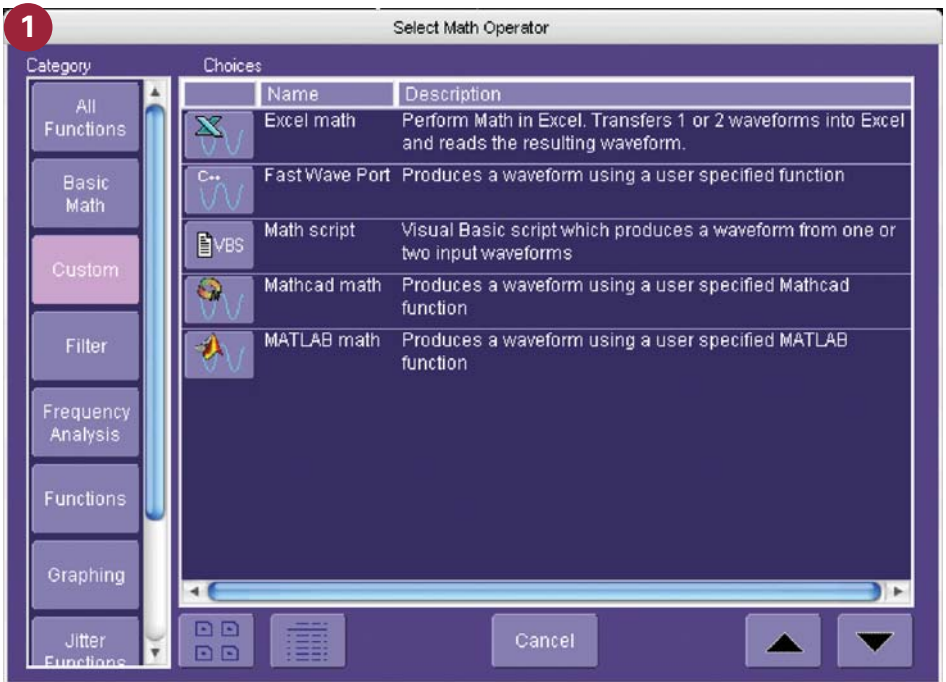 1
Select Math Operator
Category
Choices
All
Functions
Basic
Math
Custom
Filter
Frequency
Analysis
Functions
Graphing
Jitter
Functions
Name Description
Excel math Perform Math in Excel. Transfers 1 or 2 waveforms into Excel
and reads the resulting waveform.
C++
Fast Wave Port Produces a waveform using a user specified function
VBS
Math script Visual Basic script which produces a waveform from one or
two input waveforms
Mathcad math Produces a waveform using a user specified Mathcad
function
MATLAB math Produces a waveform using a user specified MATLAB
function
Cancel